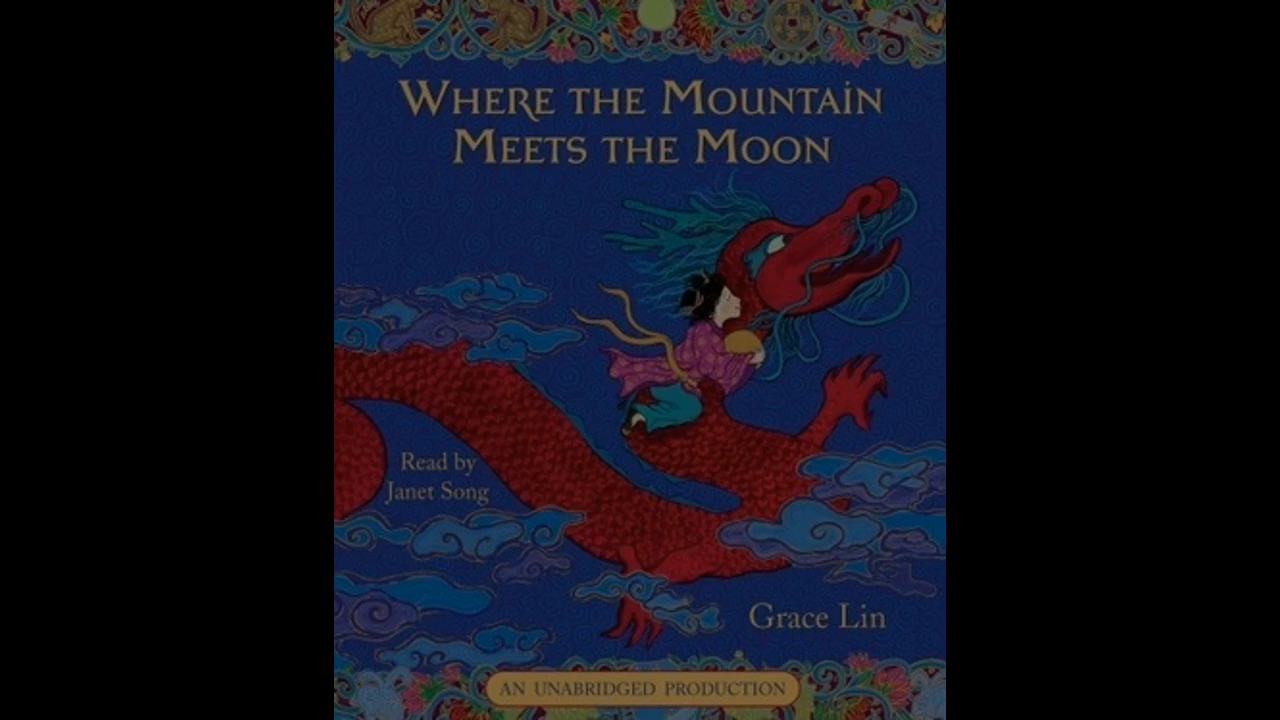 WHERE THE MOUNTAIN
MEETS THE MOON
Read by
Janet Song
Grace Lin
AN UNABRIDGED PRODUCTION